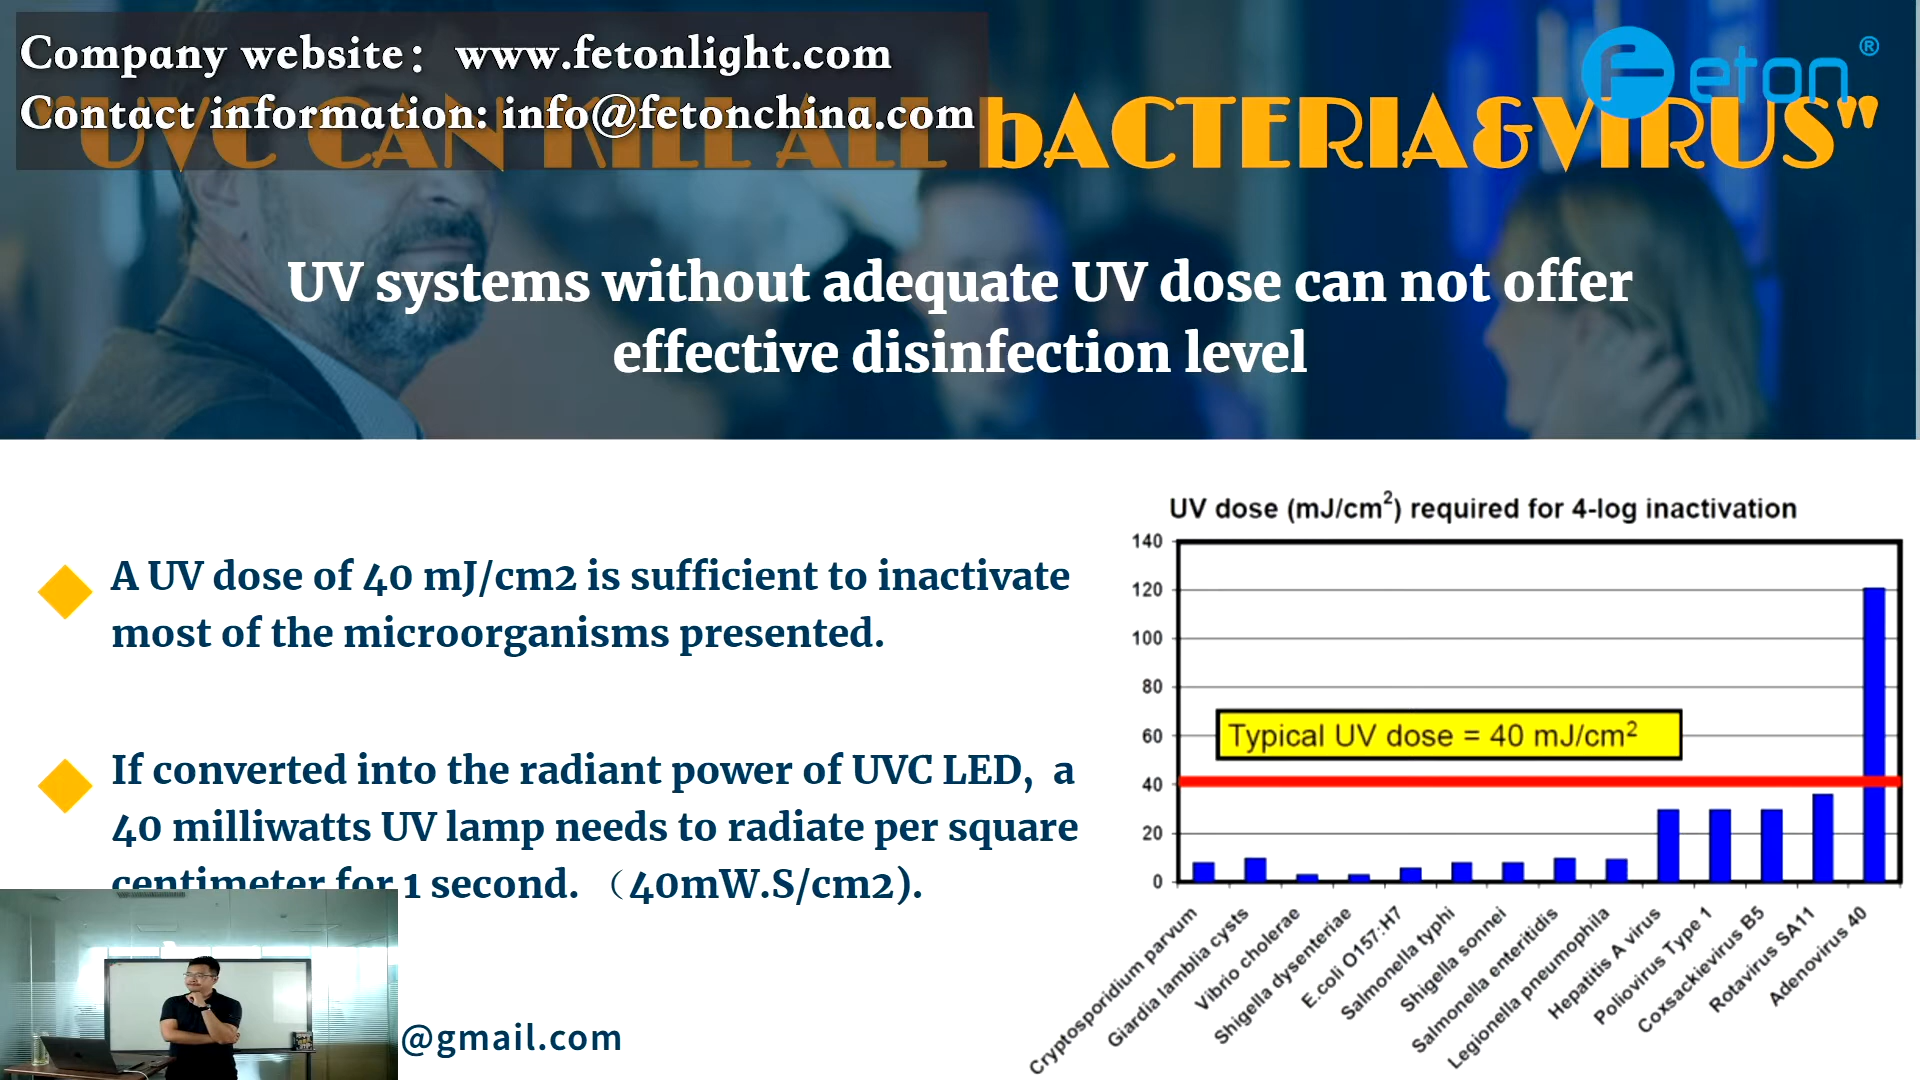 Company website：www.fetonlight.com
Contact information: info@fetonchina.com
"UVC CAN KILL ALL bACTERIA&VIRUS"
Feton®
UV systems without adequate UV dose can not offer
effective disinfection level
A UV dose of 40 mJ/cm2 is sufficient to inactivate
most of the microorganisms presented.
If converted into the radiant power of UVC LED, a
40 milliwatts UV lamp needs to radiate per square
centimeter for 1 second.（40mW.S/cm2).
@gmail.com
UV dose (mJ/cm²) required for 4-log inactivation
140
120
100
80
60
40
20
0
Typical UV dose = 40 mJ/cm²
Cryptosporidium parvum
Giardia lamblia cysts
Vibrio cholerae
Shigella dysenteriae
E.coli O157:H7
Salmonella typhi
Shigella sonnei
Salmonella enteritidis
Legionella pneumophila
Hepatitis A virus
Poliovirus Type 1
Coxsackievirus B5
Rotavirus SA11
Adenovirus 40